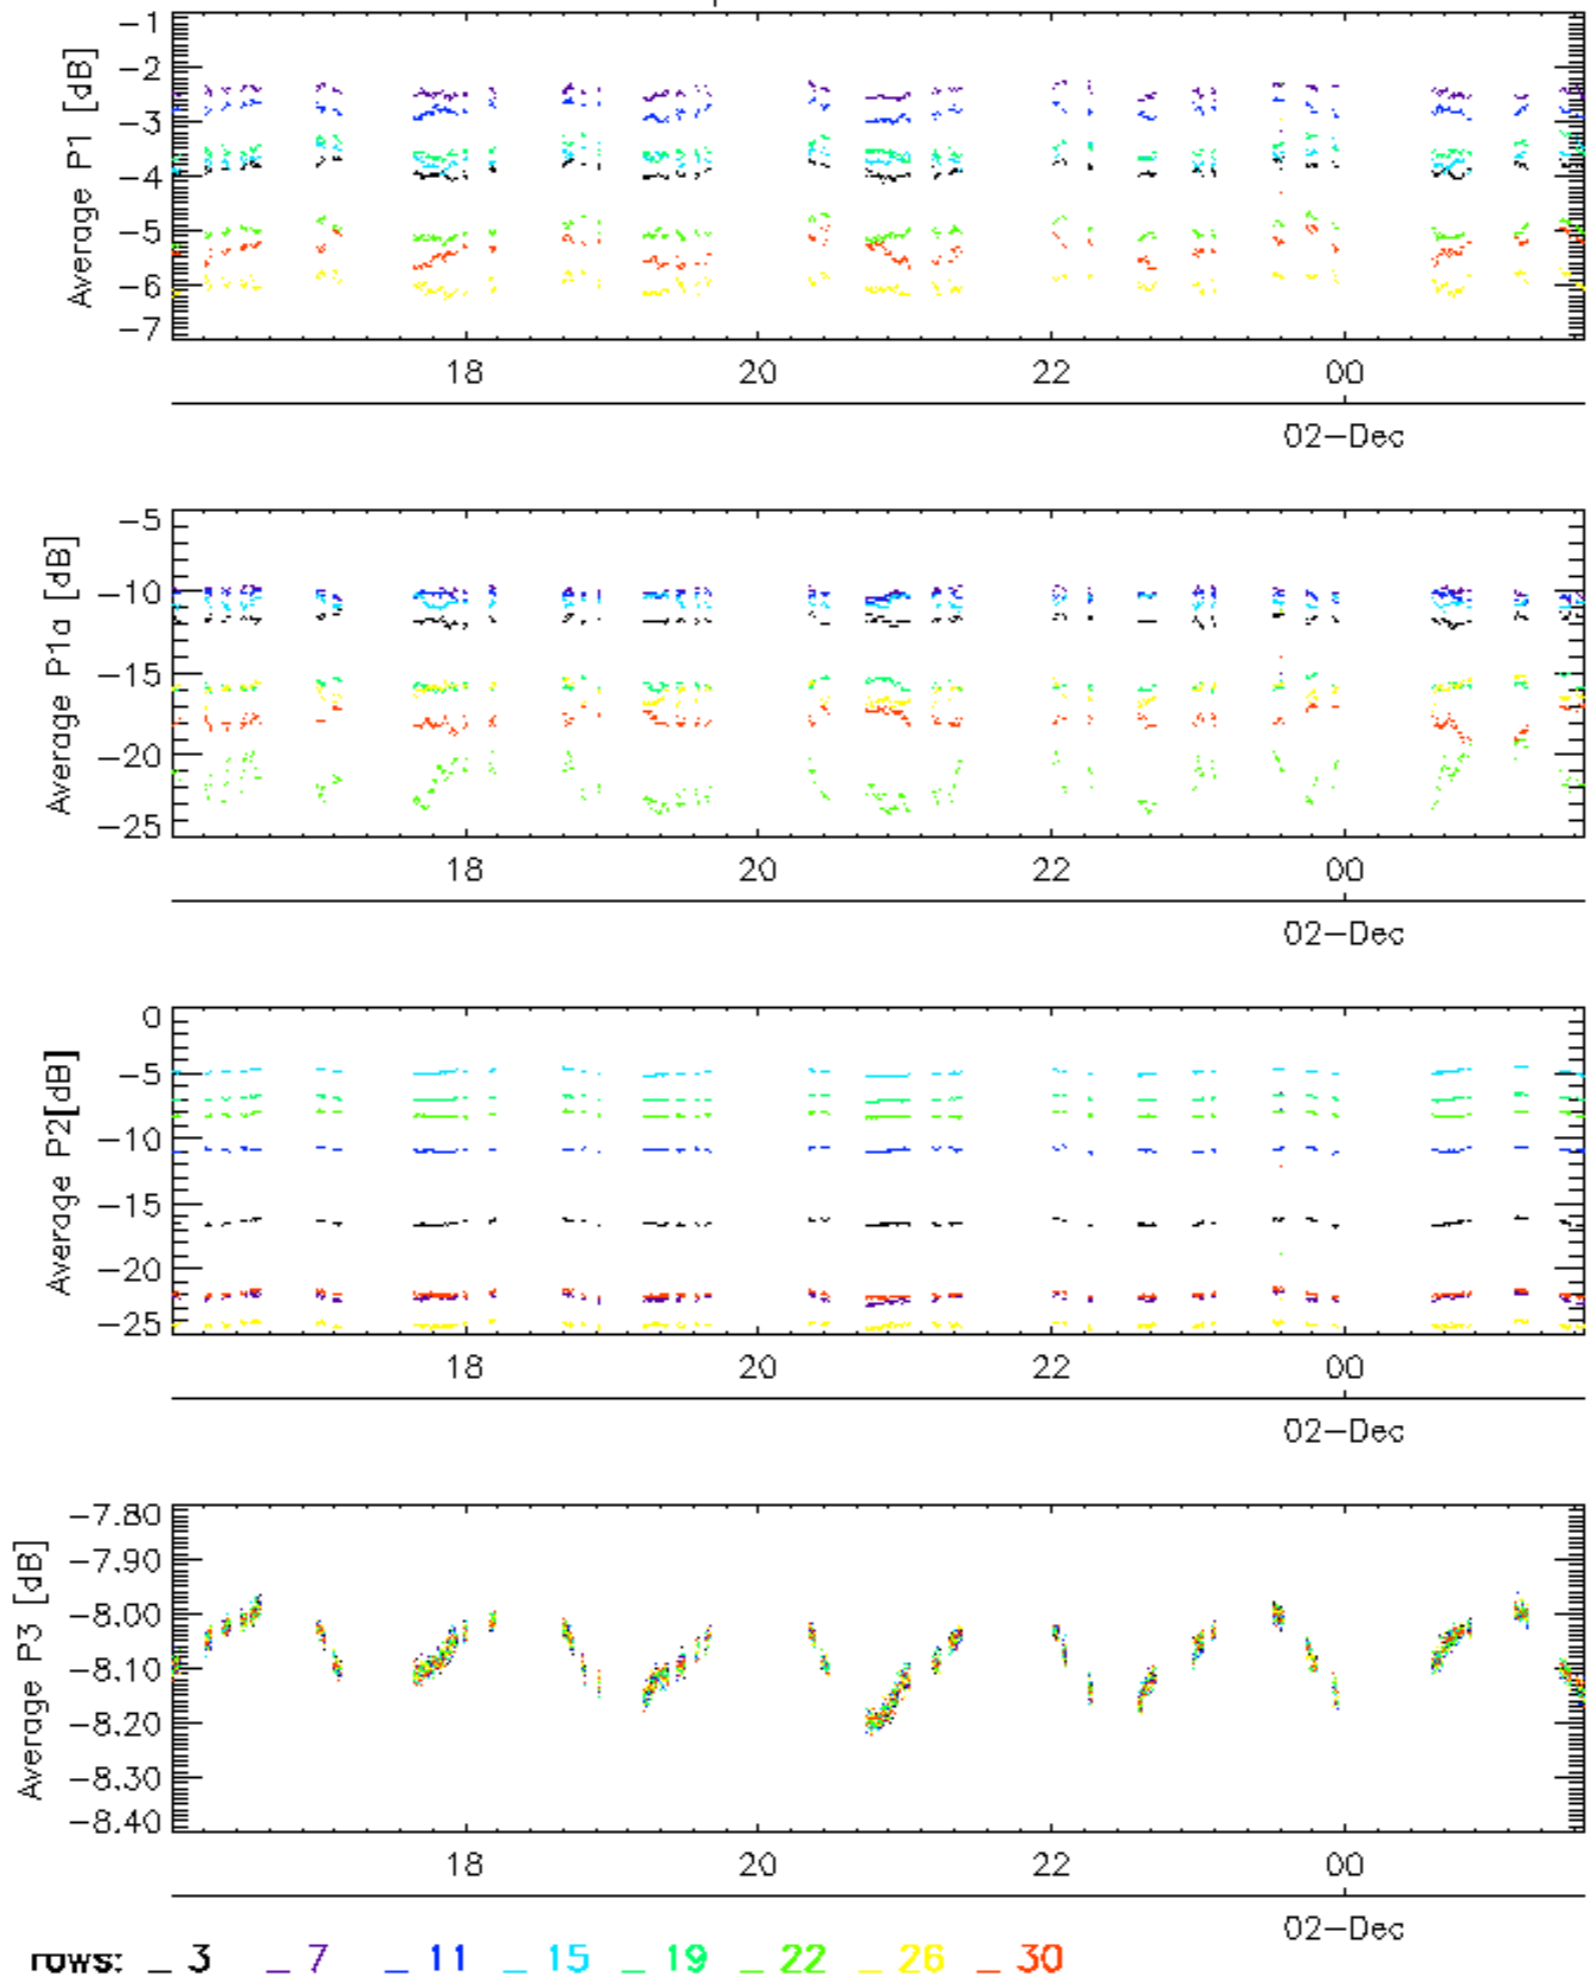 Average P1 [dB]
-1
-2
-3
-4
-5
-6
-7
18 20 22 00
02-Dec
Average P1a [dB]
-5
-10
-15
-20
-25
18 20 22 00
02-Dec
Average P2[dB]
0
-5
-10
-15
-20
-25
18 20 22 00
02-Dec
Average P3 [dB]
-7.80
-7.90
-8.00
-8.10
-8.20
-8.30
-8.40
18 20 22 00
02-Dec
rows: _ 3 _ 7 _ 11 _ 15 _ 19 _ 22 _ 26 _ 30